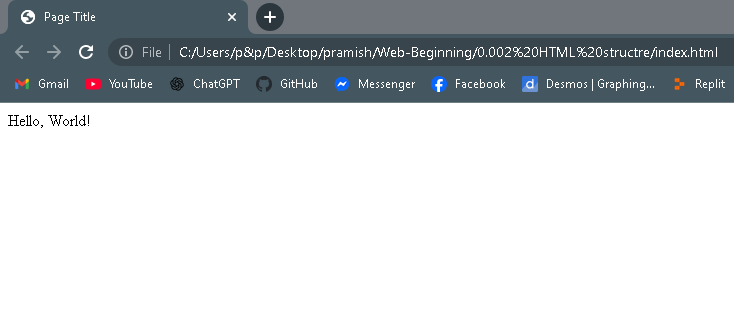 Page Title
File C:/Users/p&p/Desktop/pramish/Web-Beginning/0.002%20HTML%20structre/index.html
Gmail YouTube ChatGPT GitHub Messenger Facebook Desmos | Graphing... Replit
Hello, World!